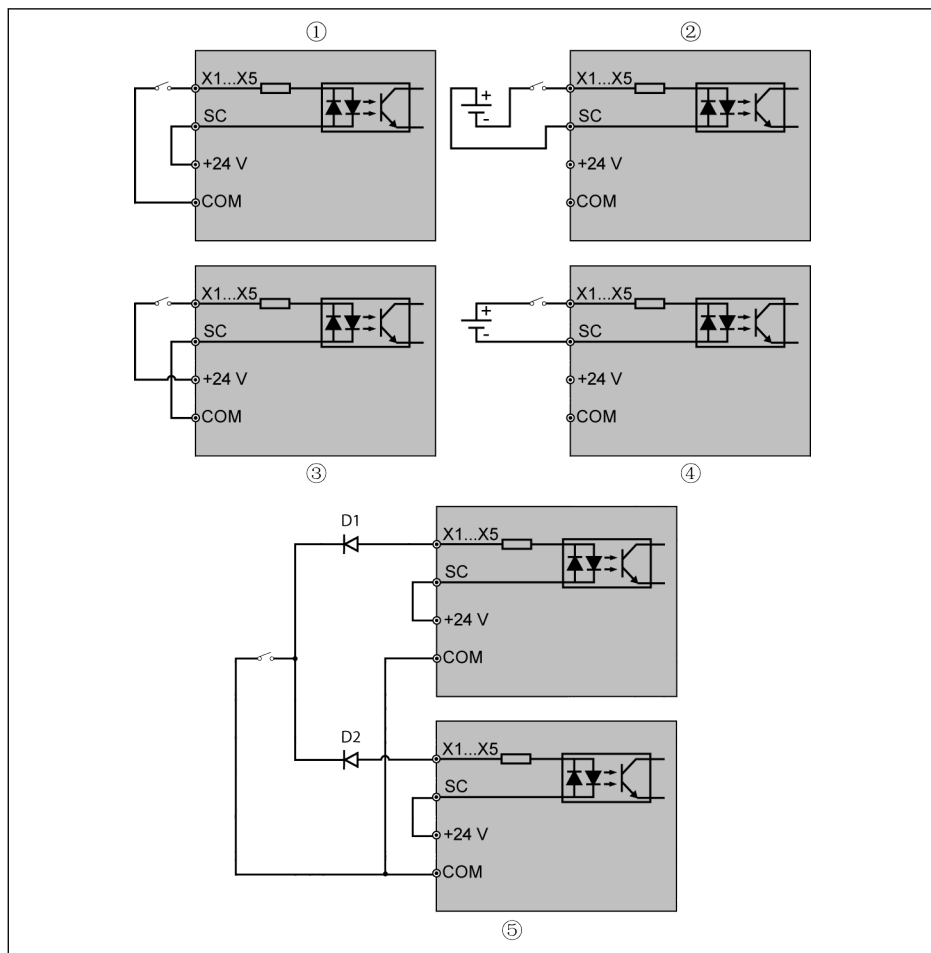 ①
X1...X5
SC
+24 V
COM
②
+
-
X1...X5
SC
+24 V
COM
X1...X5
SC
+24 V
COM
③
+
-
X1...X5
SC
+24 V
COM
④
D1
X1...X5
SC
+24 V
COM
D2
X1...X5
SC
+24 V
COM
⑤